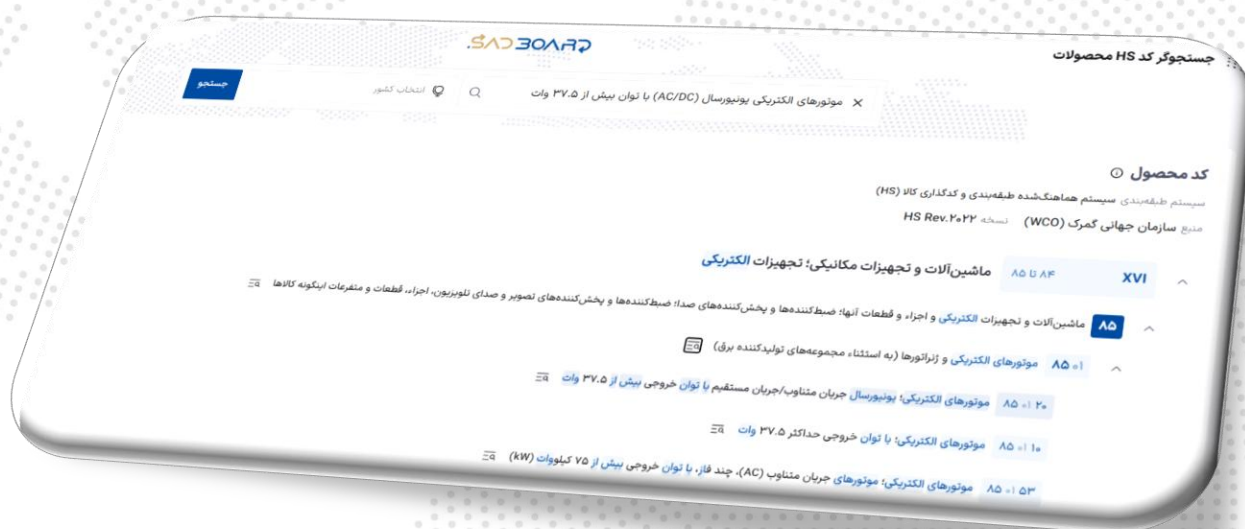 جستجوگر کد HS محصولات
SADBOARD
موتورهای الکتریکی یونیورسال (AC/DC) با توان بیش از ۳۷.۵ وات
انتخاب کشور
جستجو
کد محصول
سیستم طبقه‌بندی سیستم هماهنگ‌شده طبقه‌بندی و کدگذاری کالا (HS)
منبع سازمان جهانی گمرک (WCO) نسخه HS Rev.۲۰۲۲
XVI ۸۴ تا ۸۵ ماشین‌آلات و تجهیزات مکانیکی؛ تجهیزات الکتریکی
۸۵ ماشین‌آلات و تجهیزات الکتریکی و اجزاء و قطعات آنها؛ ضبط‌کننده‌ها و پخش‌کننده‌های صدا؛ ضبط‌کننده‌ها و پخش‌کننده‌های تصویر و صدای تلویزیون، اجزاء، قطعات و متفرعات اینگونه کالاها
۸۵ ۰۱ موتورهای الکتریکی و ژنراتورها (به استثناء مجموعه‌های تولیدکننده برق)
۸۵ ۰۱ ۲۰ موتورهای الکتریکی؛ یونیورسال جریان متناوب/جریان مستقیم با توان خروجی بیش از ۳۷.۵ وات
۸۵ ۰۱ ۱۰ موتورهای الکتریکی؛ با توان خروجی حداکثر ۳۷.۵ وات
۸۵ ۰۱ ۵۳ موتورهای الکتریکی؛ موتورهای جریان متناوب (AC)، چند فاز، با توان خروجی بیش از ۷۵ کیلووات (kW)